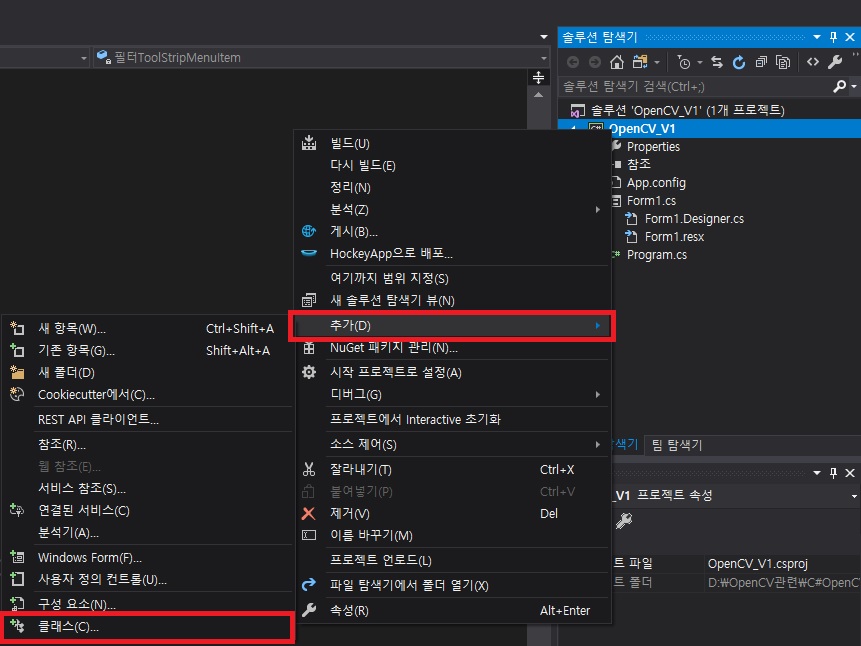 솔루션 탐색기
필터ToolStripMenuItem
솔루션 탐색기 검색(Ctrl+;)
솔루션 'OpenCV_V1' (1개 프로젝트)
OpenCV_V1
Properties
참조
App.config
Form1.cs
Form1.Designer.cs
Form1.resx
Program.cs
빌드(U)
다시 빌드(E)
정리(N)
분석(Z)
게시(B)...
HockeyApp으로 배포...
여기까지 범위 지정(S)
새 솔루션 탐색기 뷰(N)
추가(D)
NuGet 패키지 관리(N)...
시작 프로젝트로 설정(A)
디버그(G)
프로젝트에서 Interactive 초기화
소스 제어(S)
잘라내기(T) Ctrl+X
붙여넣기(P) Ctrl+V
제거(V) Del
이름 바꾸기(M)
프로젝트 언로드(L)
파일 탐색기에서 폴더 열기(X)
속성(R) Alt+Enter
새 항목(W)... Ctrl+Shift+A
기존 항목(G)... Shift+Alt+A
새 폴더(D)
Cookiecutter에서(C)...
REST API 클라이언트...
참조(R)...
웹 참조(E)...
서비스 참조(S)...
연결된 서비스(C)
분석기(A)...
Windows Form(F)...
사용자 정의 컨트롤(U)...
구성 요소(N)...
클래스(C)...
탐색기 팀 탐색기
_V1 프로젝트 속성
트 파일 OpenCV_V1.csproj
트 폴더 D:₩OpenCV관련₩C#OpenC